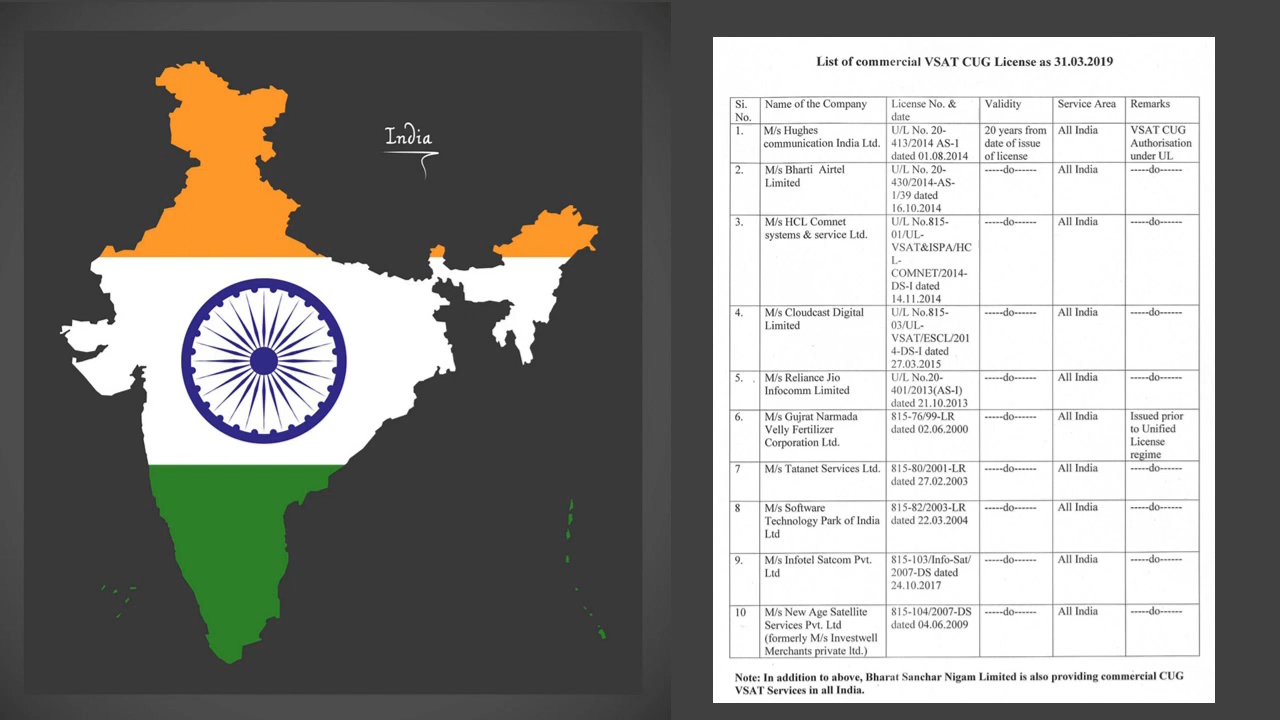 India
List of commercial VSAT CUG License as 31.03.2019
Si. No. Name of the Company License No. & date Validity Service Area Remarks
1. M/s Hughes communication India Ltd. U/L No. 20-413/2014 AS-1 dated 01.08.2014 20 years from date of issue of license All India VSAT CUG Authorisation under UL
2. M/s Bharti Airtel Limited U/L No. 20-430/2014-AS-1/39 dated 16.10.2014 -----do------ All India -----do------
3. M/s HCL Comnet systems & service Ltd. U/L No.815-01/UL-VSAT&ISPA/HCL-COMNET/2014-DS-I dated 14.11.2014 -----do------ All India -----do------
4. M/s Cloudcast Digital Limited U/L No.815-03/UL-VSAT/ESCL/2014-DS-I dated 27.03.2015 -----do------ All India -----do------
5. M/s Reliance Jio Infocomm Limited U/L No.20-401/2013(AS-I) dated 21.10.2013 -----do------ All India -----do------
6. M/s Gujrat Narmada Velly Fertilizer Corporation Ltd. 815-76/99-LR dated 02.06.2000 -----do------ All India Issued prior to Unified License regime
7 M/s Tatanet Services Ltd. 815-80/2001-LR dated 27.02.2003 -----do------ All India -----do------
8 M/s Software Technology Park of India Ltd 815-82/2003-LR dated 22.03.2004 -----do------ All India -----do------
9. M/s Infotel Satcom Pvt. Ltd 815-103/Info-Sat/2007-DS dated 24.10.2017 -----do------ All India -----do------
10 M/s New Age Satellite Services Pvt. Ltd (formerly M/s Investwell Merchants private ltd.) 815-104/2007-DS dated 04.06.2009 -----do------ All India -----do------
Note: In addition to above, Bharat Sanchar Nigam Limited is also providing commercial CUG
VSAT Services in all India.